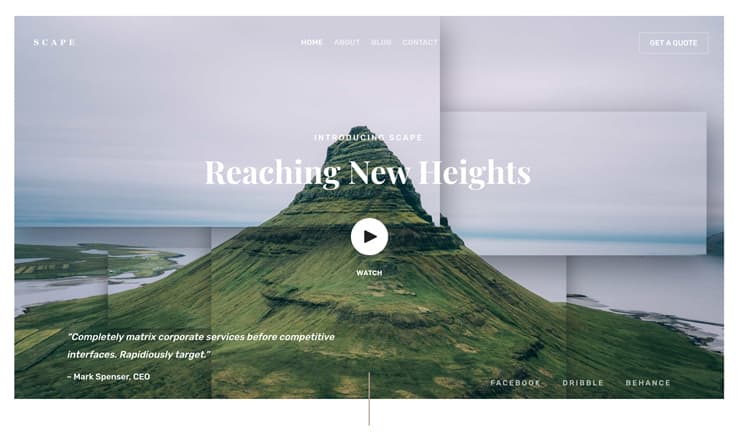 SCAPE
HOME ABOUT BLOG CONTACT
GET A QUOTE
INTRODUCING SCAPE
Reaching New Heights
WATCH
"Completely matrix corporate services before competitive
interfaces. Rapidiously target."
– Mark Spenser, CEO
FACEBOOK DRIBBLE BEHANCE